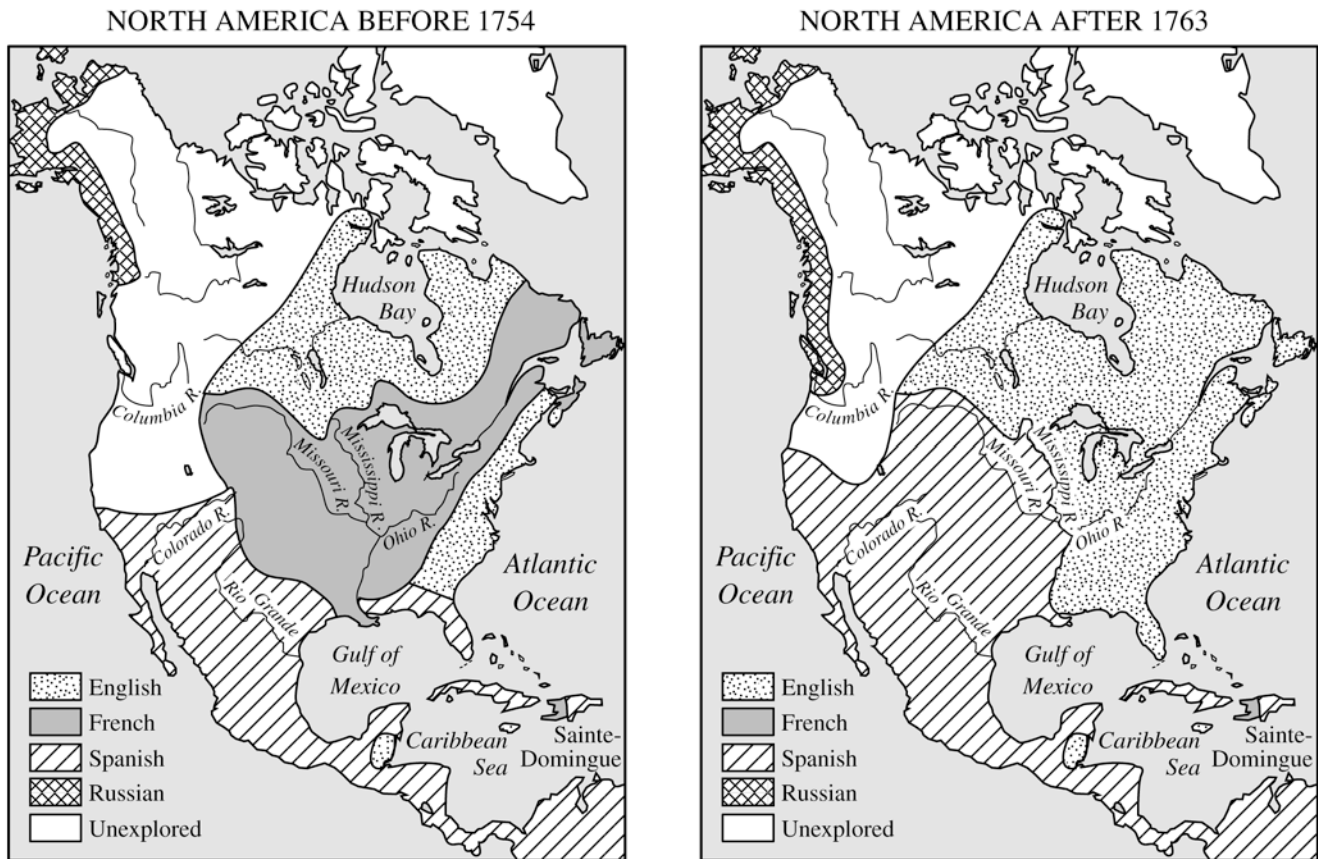 NORTH AMERICA BEFORE 1754
Hudson
Bay
Columbia R.
Missouri R.
Mississippi R.
Ohio R.
Colorado R.
Rio Grande
Pacific
Ocean
Atlantic
Ocean
Gulf of
Mexico
Caribbean
Sea
Sainte-
Domingue
English
French
Spanish
Russian
Unexplored
NORTH AMERICA AFTER 1763
Hudson
Bay
Columbia R.
Missouri R.
Mississippi R.
Ohio R.
Colorado R.
Rio Grande
Pacific
Ocean
Atlantic
Ocean
Gulf of
Mexico
Caribbean
Sea
Sainte-
Domingue
English
French
Spanish
Russian
Unexplored